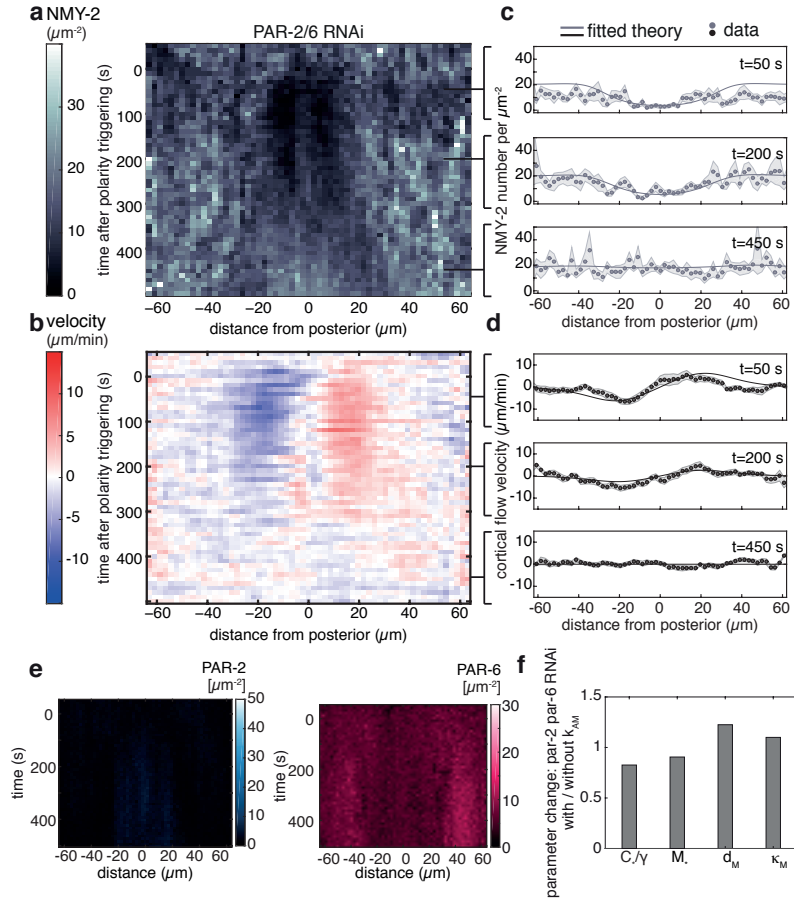 a
NMY-2
(µm⁻²)
PAR-2/6 RNAi
30
20
10
0
time after polarity triggering (s)
0
100
200
300
400
−60 −40 −20 0 20 40 60
distance from posterior (µm)
b
velocity
(µm/min)
10
5
0
-5
-10
time after polarity triggering (s)
0
100
200
300
400
−60 −40 −20 0 20 40 60
distance from posterior (µm)
c
fitted theory
data
NMY-2 number per µm⁻²
t=50 s
40
20
0
t=200 s
40
20
0
t=450 s
40
20
0
-60 -40 -20 0 20 40 60
distance from posterior (µm)
d
cortical flow velocity (µm/min)
t=50 s
10
0
-10
t=200 s
10
0
-10
t=450 s
10
0
-10
-60 -40 -20 0 20 40 60
distance from posterior (µm)
e
PAR-2
[µm⁻²]
50
40
30
20
10
0
time (s)
0
200
400
-60 -40 -20 0 20 40 60
distance (µm)
PAR-6
[µm⁻²]
30
20
10
0
time (s)
0
200
400
-60 -40 -20 0 20 40 60
distance (µm)
f
parameter change: par-2 par-6 RNAi
with / without k_AM
1.5
1
0.5
0
C*/γ M* d_M κ_M